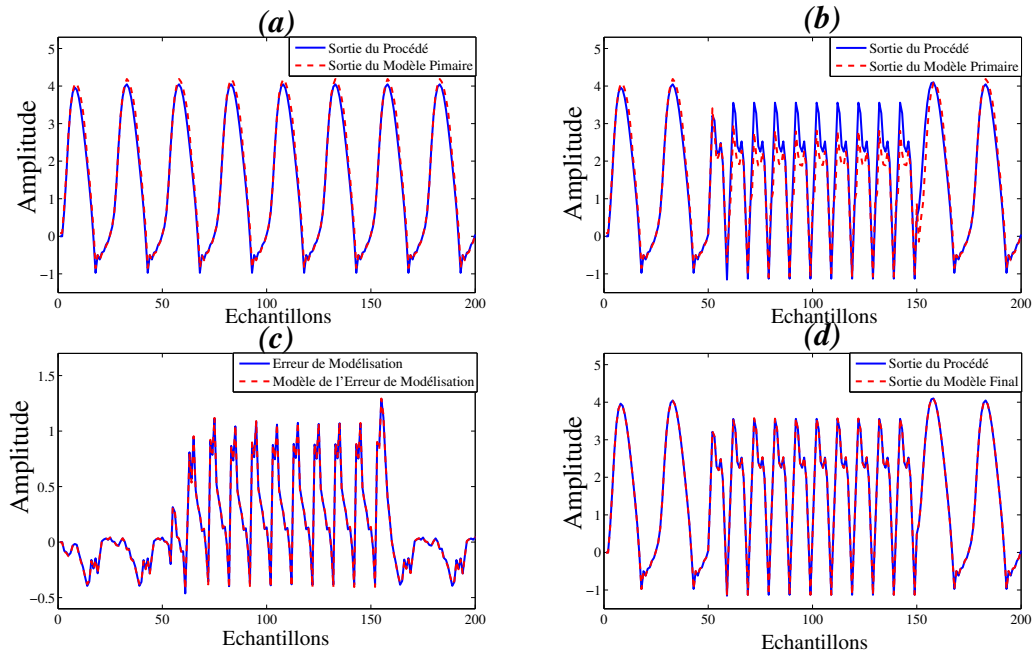 (a)
5
4
3
2
1
0
−1
0
50
100
150
200
Amplitude
Echantillons
Sortie du Procédé
Sortie du Modèle Pimaire
(b)
5
4
3
2
1
0
−1
0
50
100
150
200
Amplitude
Echantillons
Sortie du Procédé
Sortie du Modèle Primaire
(c)
1.5
1
0.5
0
−0.5
0
50
100
150
200
Amplitude
Echantillons
Erreur de Modélisation
Modèle de l'Erreur de Modélisation
(d)
5
4
3
2
1
0
−1
0
50
100
150
200
Amplitude
Echantillons
Sortie du Procédé
Sortie du Modèle Final